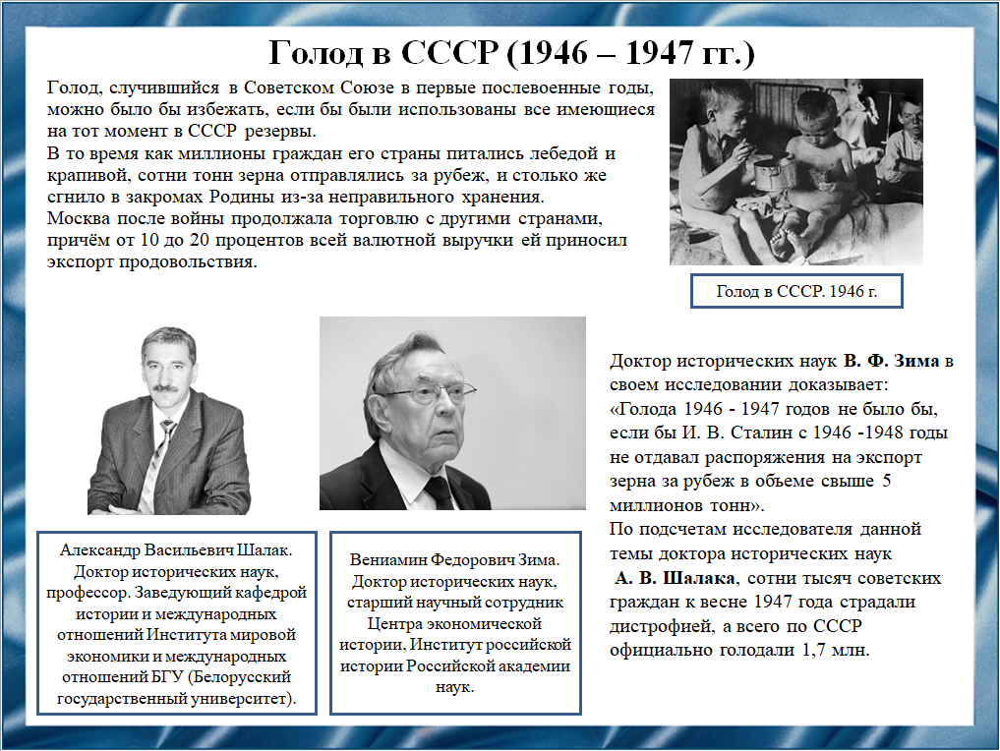 Голод в СССР (1946 – 1947 гг.)
Голод, случившийся в Советском Союзе в первые послевоенные годы,
можно было бы избежать, если бы были использованы все имеющиеся
на тот момент в СССР резервы.
В то время как миллионы граждан его страны питались лебедой и
крапивой, сотни тонн зерна отправлялись за рубеж, и столько же
сгнило в закромах Родины из-за неправильного хранения.
Москва после войны продолжала торговлю с другими странами,
причём от 10 до 20 процентов всей валютной выручки ей приносил
экспорт продовольствия.
Голод в СССР. 1946 г.
Доктор исторических наук В. Ф. Зима в
своем исследовании доказывает:
«Голода 1946 - 1947 годов не было бы,
если бы И. В. Сталин с 1946 -1948 годы
не отдавал распоряжения на экспорт
зерна за рубеж в объеме свыше 5
миллионов тонн».
По подсчетам исследователя данной
темы доктора исторических наук
А. В. Шалака, сотни тысяч советских
граждан к весне 1947 года страдали
дистрофией, а всего по СССР
официально голодали 1,7 млн.
Александр Васильевич Шалак.
Доктор исторических наук,
профессор. Заведующий кафедрой
истории и международных
отношений Института мировой
экономики и международных
отношений БГУ (Белорусский
государственный университет).
Вениамин Федорович Зима.
Доктор исторических наук,
старший научный сотрудник
Центра экономической
истории, Институт российской
истории Российской академии
наук.